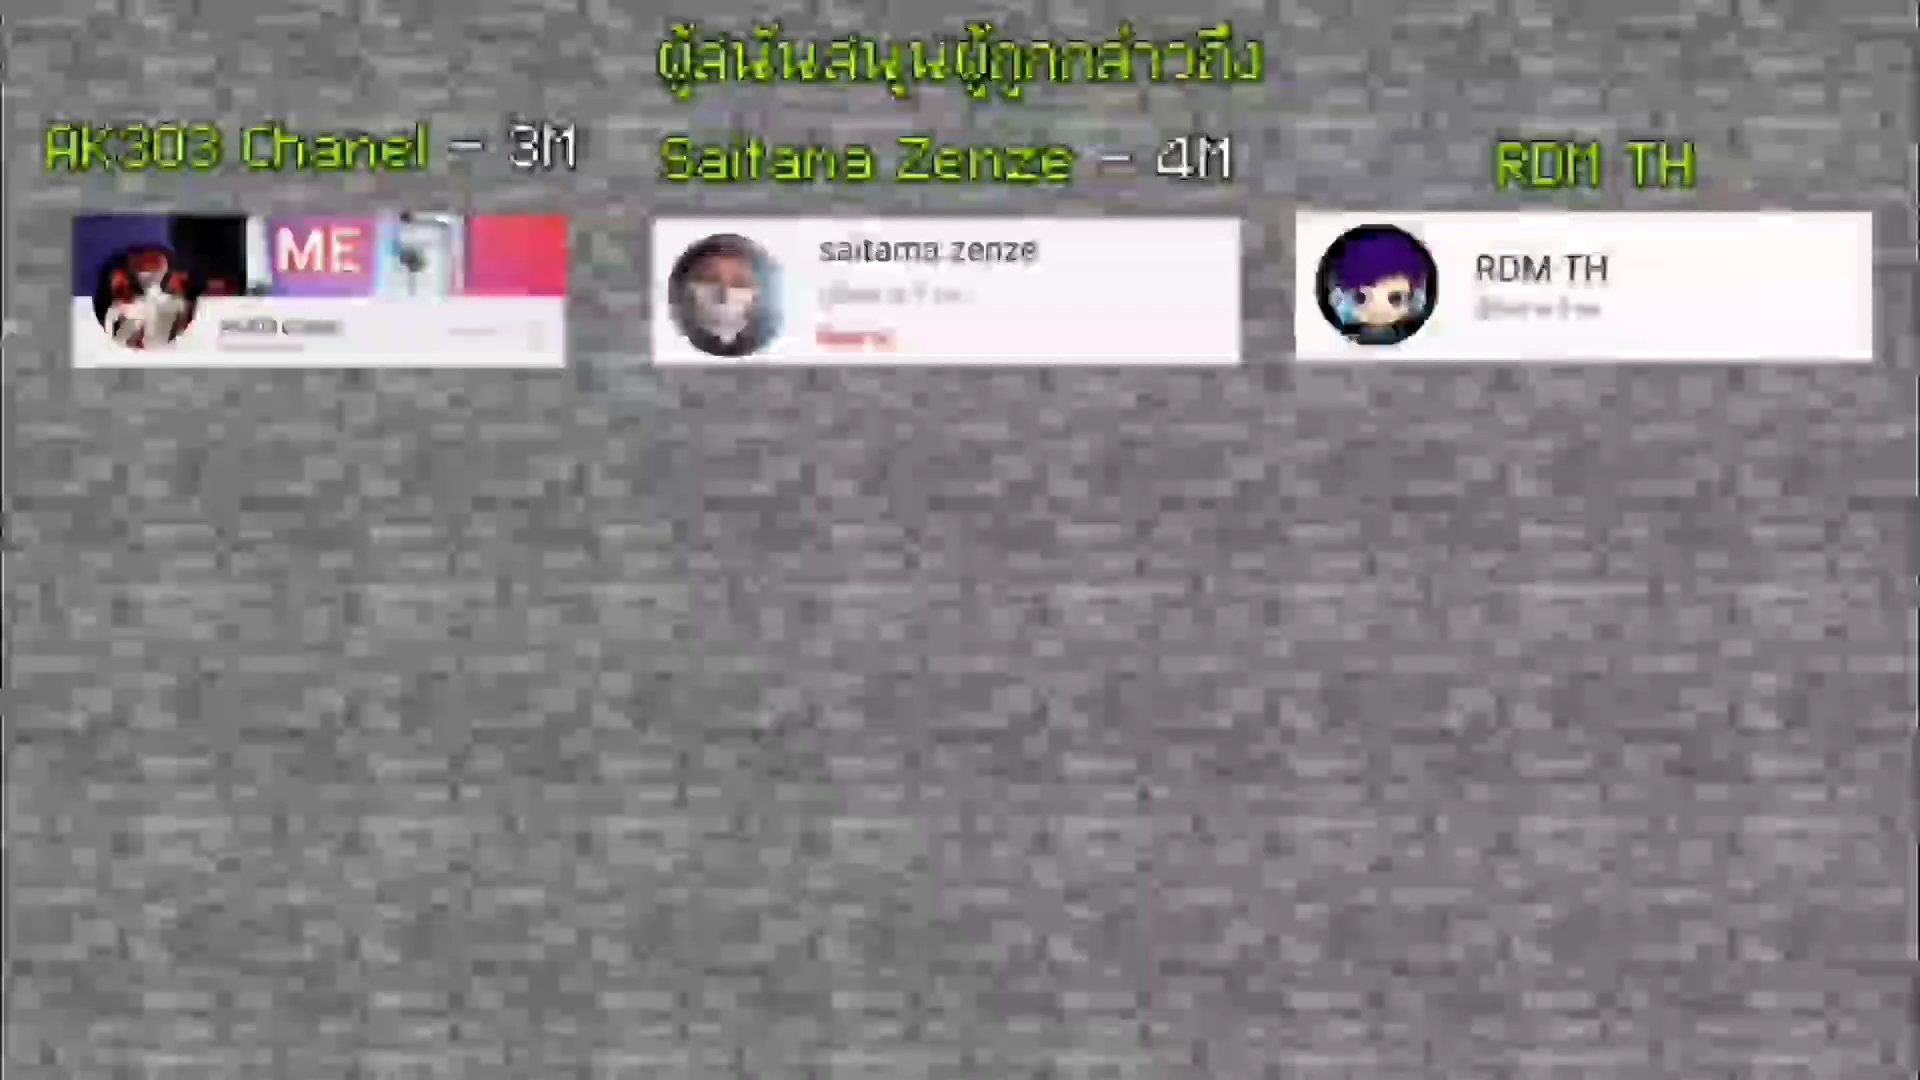 ผู้สนันสนุนผู้ถูกกล่าวถึง
AK303 Chanel - 3M
Saitama Zenze - 4M
RDM TH
ME
saitama zenze
RDM TH